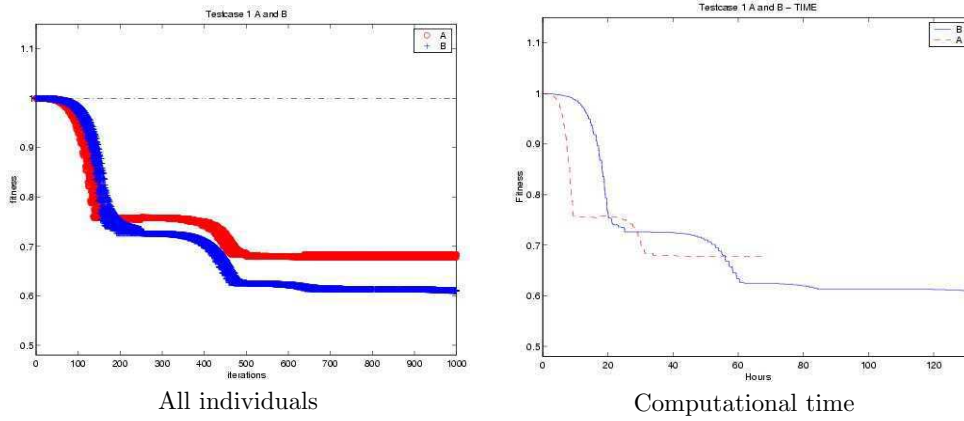 Testcase 1 A and B
A
B
1.1
1
0.9
0.8
0.7
0.6
0.5
fitness
0 100 200 300 400 500 600 700 800 900 1000
iterations
All individuals
Testcase 1 A and B – TIME
B
A
1.1
1
0.9
0.8
0.7
0.6
0.5
Fitness
0 20 40 60 80 100 120
Hours
Computational time